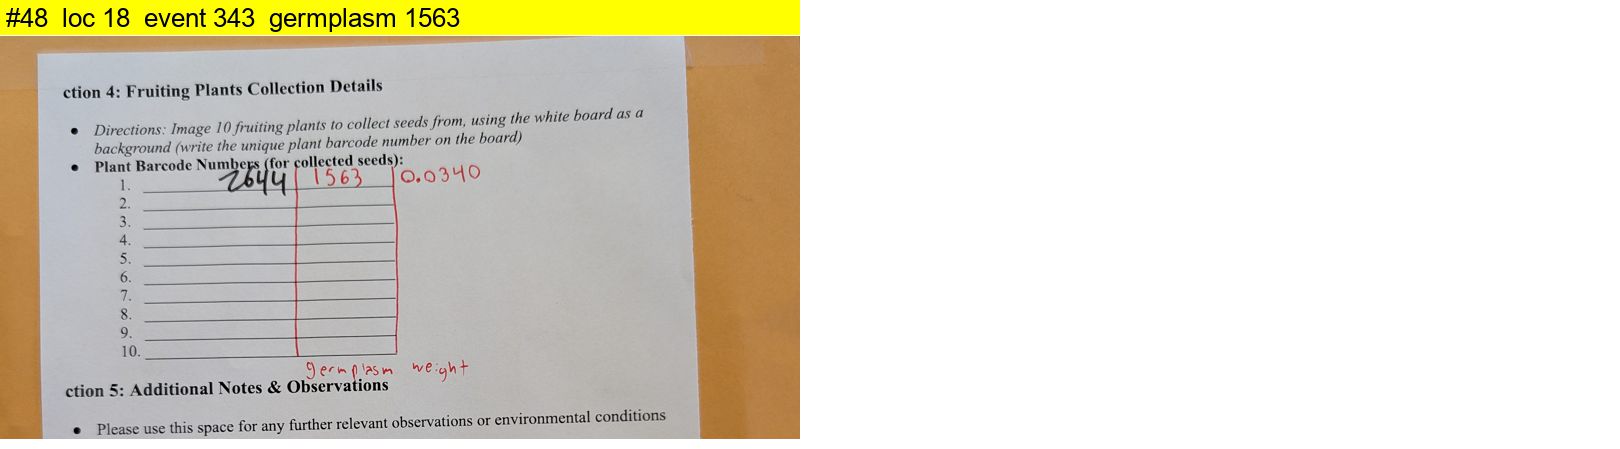 #48 loc 18 event 343 germplasm 1563
ction 4: Fruiting Plants Collection Details
• Directions: Image 10 fruiting plants to collect seeds from, using the white board as a
background (write the unique plant barcode number on the board)
• Plant Barcode Numbers (for collected seeds):
1. 2644 1563 0.0340
2.
3.
4.
5.
6.
7.
8.
9.
10.
germplasm weight
ction 5: Additional Notes & Observations
• Please use this space for any further relevant observations or environmental conditions